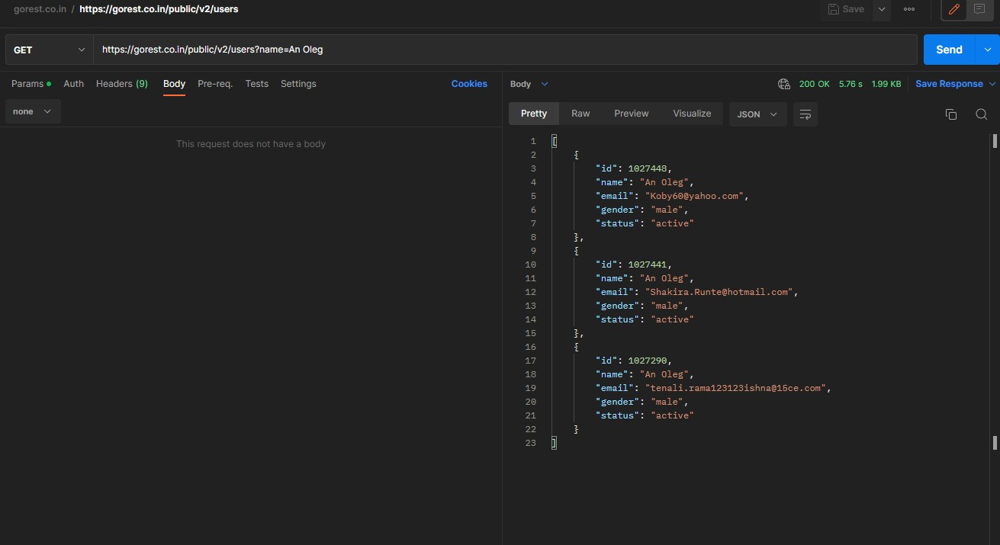 gorest.co.in / https://gorest.co.in/public/v2/users
Save
GET
https://gorest.co.in/public/v2/users?name=An Oleg
Send
Params Auth Headers (9) Body Pre-req. Tests Settings Cookies
none
This request does not have a body
Body 200 OK 5.76 s 1.99 KB Save Response
Pretty Raw Preview Visualize JSON
1 [
2 {
3 "id": 1027448,
4 "name": "An Oleg",
5 "email": "Koby60@yahoo.com",
6 "gender": "male",
7 "status": "active"
8 },
9 {
10 "id": 1027441,
11 "name": "An Oleg",
12 "email": "Shakira.Runte@hotmail.com",
13 "gender": "male",
14 "status": "active"
15 },
16 {
17 "id": 1027290,
18 "name": "An Oleg",
19 "email": "tenali.rama123123ishna@15ce.com",
20 "gender": "male",
21 "status": "active"
22 }
23 ]